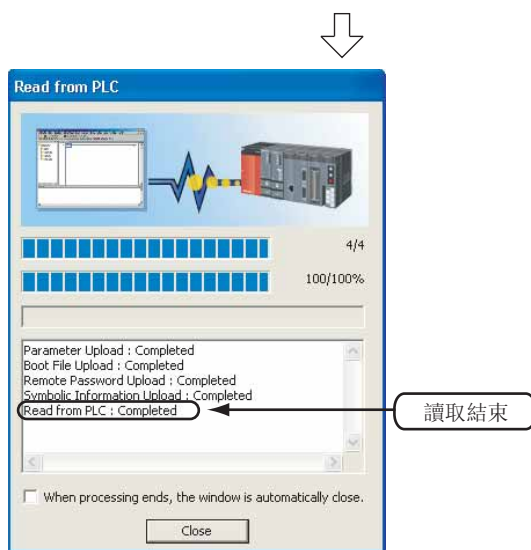 Read from PLC
4/4
100/100%
Parameter Upload : Completed
Boot File Upload : Completed
Remote Password Upload : Completed
Symbolic Information Upload : Completed
Read from PLC : Completed
讀取結束
When processing ends, the window is automatically close.
Close